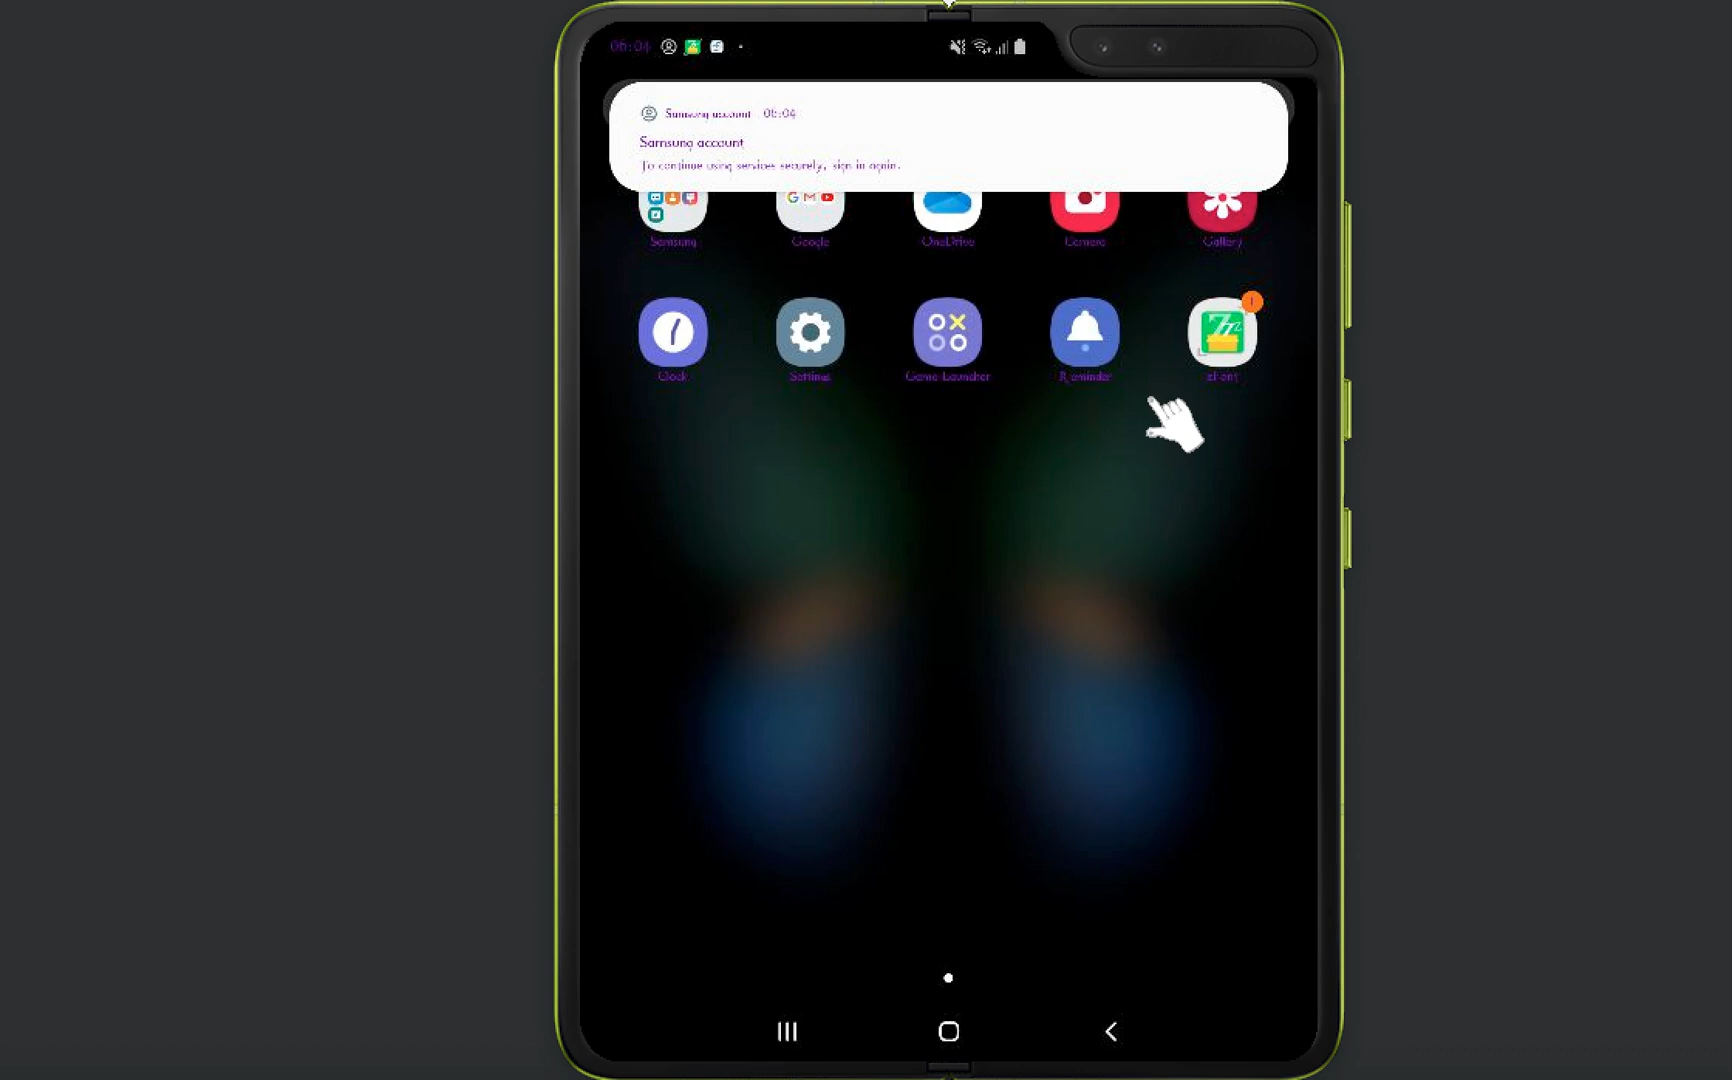 06:04
Samsung account 06:04
Samsung account
To continue using services securely, sign in again.
Samsung Google OneDrive Camera Gallery
Clock Settings Game Launcher Reminder zFont